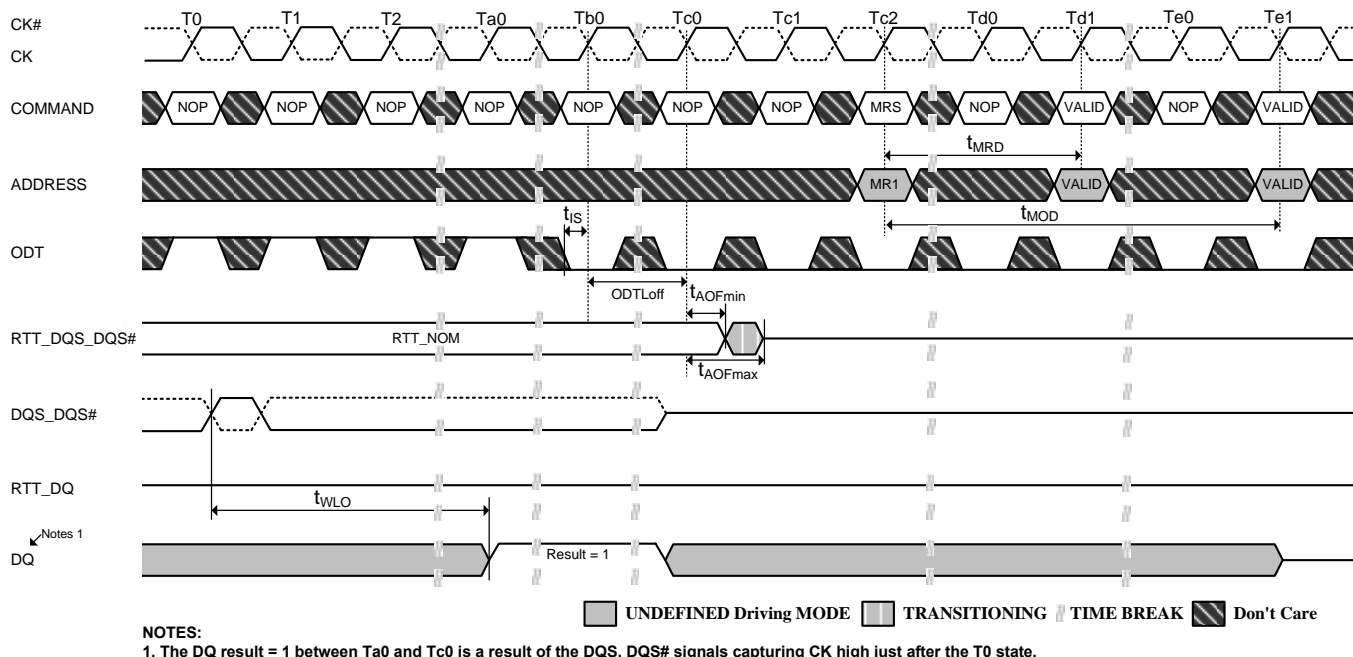 CK#
T0 T1 T2 Ta0 Tb0 Tc0 Tc1 Tc2 Td0 Td1 Te0 Te1
CK
COMMAND NOP NOP NOP NOP NOP NOP NOP MRS NOP VALID NOP VALID
tMRD
ADDRESS MR1 VALID VALID
tIS tMOD
ODT
ODTLoff tAOFmin
RTT_DQS_DQS# RTT_NOM
tAOFmax
DQS_DQS#
RTT_DQ
tWLO
Notes 1
DQ Result = 1
UNDEFINED Driving MODE TRANSITIONING TIME BREAK Don't Care
NOTES:
1. The DQ result = 1 between Ta0 and Tc0 is a result of the DQS, DQS# signals capturing CK high just after the T0 state.